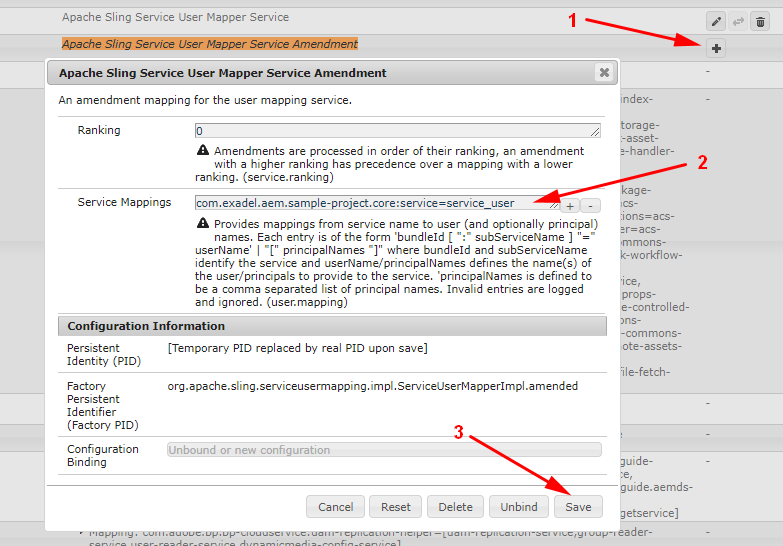 Apache Sling Service User Mapper Service
1
Apache Sling Service User Mapper Service Amendment
Apache Sling Service User Mapper Service Amendment
An amendment mapping for the user mapping service.
Ranking
0
Amendments are processed in order of their ranking, an amendment
with a higher ranking has precedence over a mapping with a lower
ranking. (service.ranking)
2
Service Mappings
com.exadel.aem.sample-project.core:service=service_user
+
-
Provides mappings from service name to user (and optionally principal)
names. Each entry is of the form 'bundleId [ ":" subServiceName ] "="
userName' | "[" principalNames "]" where bundleId and subServiceName
identify the service and userName/principalNames defines the name(s) of
the user/principals to provide to the service. 'principalNames is defined to
be a comma separated list of principal names. Invalid entries are logged
and ignored. (user.mapping)
Configuration Information
Persistent
Identity (PID)
[Temporary PID replaced by real PID upon save]
Factory
Persistent
Identifier
(Factory PID)
org.apache.sling.serviceusermapping.impl.ServiceUserMapperImpl.amended
3
Configuration
Binding
Unbound or new configuration
Cancel
Reset
Delete
Unbind
Save
-
index-
-
torage-
t-asset-
e-handler-
ckage-
acs-
tions=acs-
er=acs-
ommons-
k-workflow-
vice,
props-
e-controlled-
ons-
-commons-
ote-assets-
file-fetch-
-
-
guide-
-
ce,
guide.aemds-
getservice]
Mapping: com.adobe.bp.bp-cloudservice.dam-replication-helper=[dam-replication-service,group-reader-
-
service,user-reader-service,dynamicmedia-config-service]